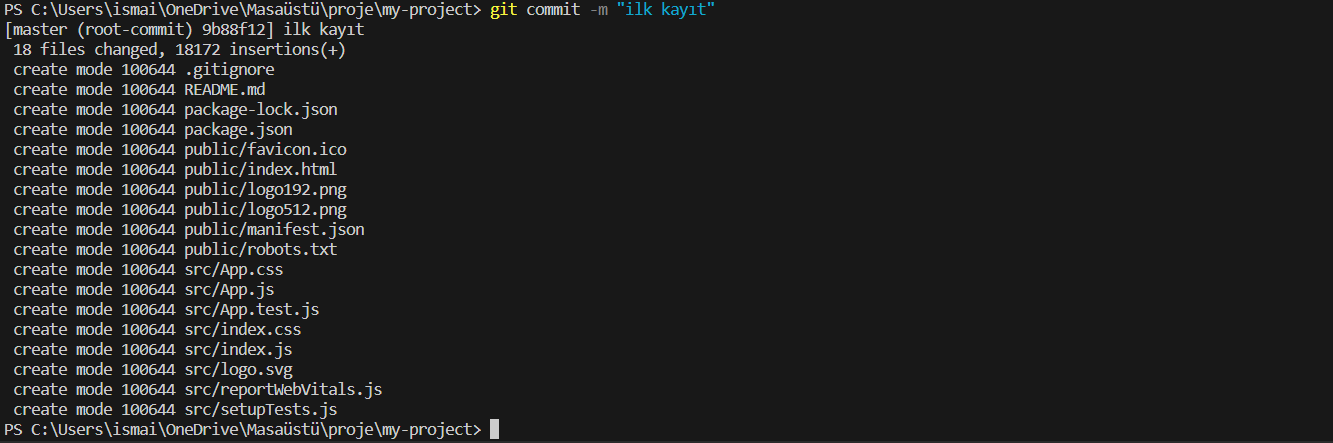 PS C:\Users\ismai\OneDrive\Masaüstü\proje\my-project> git commit -m "ilk kayıt"
[master (root-commit) 9b88f12] ilk kayıt
 18 files changed, 18172 insertions(+)
 create mode 100644 .gitignore
 create mode 100644 README.md
 create mode 100644 package-lock.json
 create mode 100644 package.json
 create mode 100644 public/favicon.ico
 create mode 100644 public/index.html
 create mode 100644 public/logo192.png
 create mode 100644 public/logo512.png
 create mode 100644 public/manifest.json
 create mode 100644 public/robots.txt
 create mode 100644 src/App.css
 create mode 100644 src/App.js
 create mode 100644 src/App.test.js
 create mode 100644 src/index.css
 create mode 100644 src/index.js
 create mode 100644 src/logo.svg
 create mode 100644 src/reportWebVitals.js
 create mode 100644 src/setupTests.js
PS C:\Users\ismai\OneDrive\Masaüstü\proje\my-project>